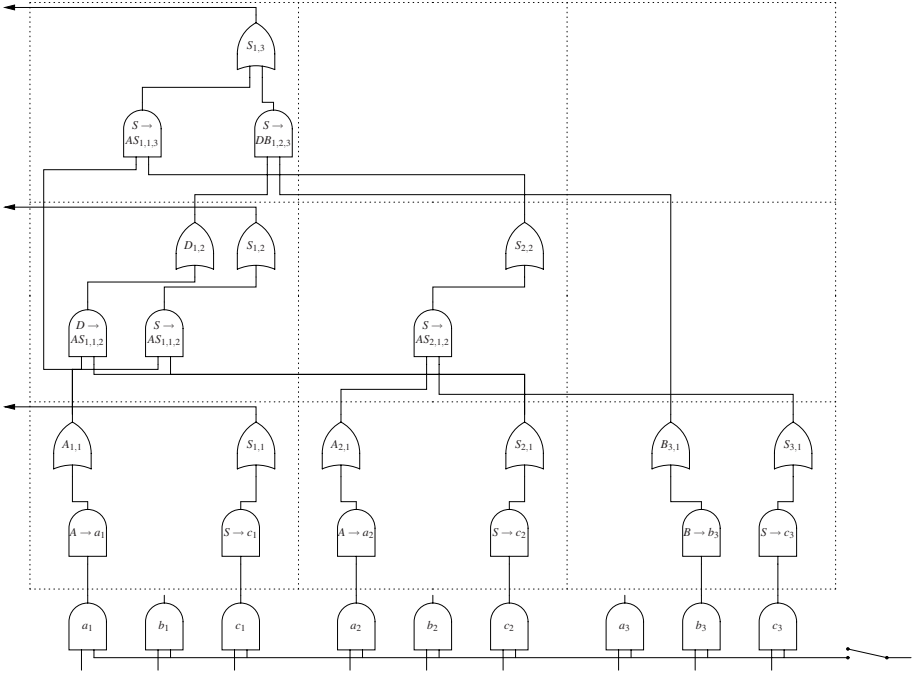 S₁,₃
S →
AS₁,₁,₃
S →
DB₁,₂,₃
D₁,₂
S₁,₂
S₂,₂
D →
AS₁,₁,₂
S →
AS₁,₁,₂
S →
AS₂,₁,₂
A₁,₁
S₁,₁
A₂,₁
S₂,₁
B₃,₁
S₃,₁
A → a₁
S → c₁
A → a₂
S → c₂
B → b₃
S → c₃
a₁
b₁
c₁
a₂
b₂
c₂
a₃
b₃
c₃